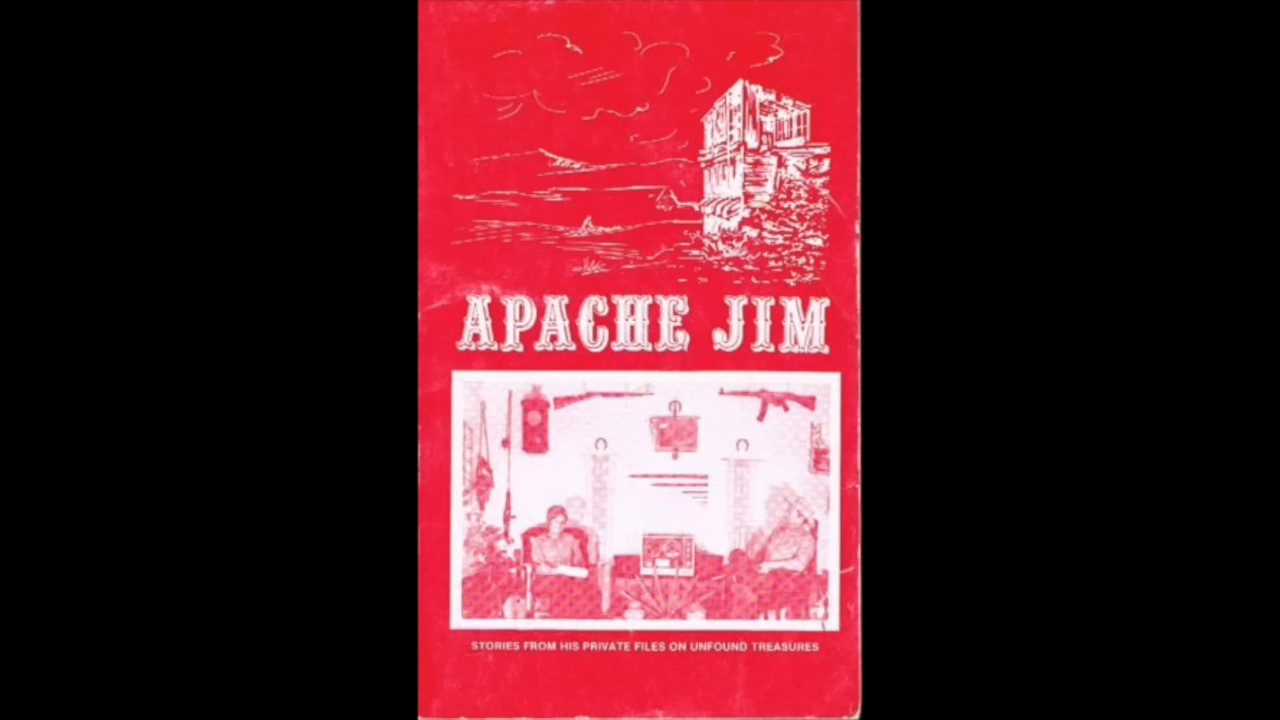 APACHE JIM
STORIES FROM HIS PRIVATE FILES ON UNFOUND TREASURES